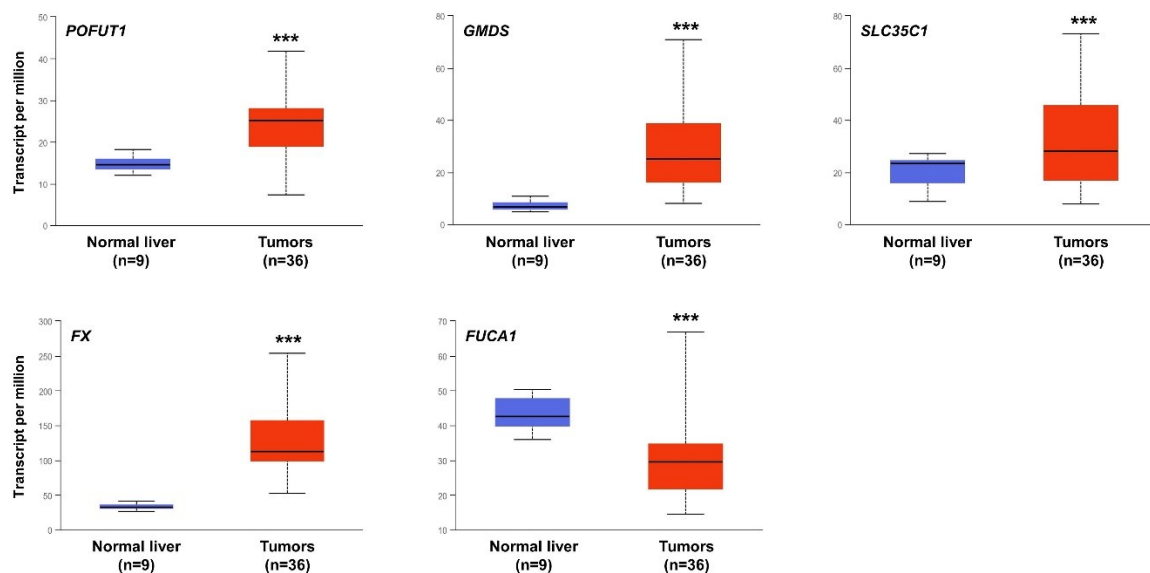 POFUT1
***
Transcript per million
50
40
30
20
10
0
Normal liver
(n=9)
Tumors
(n=36)
GMDS
***
80
60
40
20
0
Normal liver
(n=9)
Tumors
(n=36)
SLC35C1
***
80
60
40
20
0
Normal liver
(n=9)
Tumors
(n=36)
FX
***
Transcript per million
300
250
200
150
100
50
0
Normal liver
(n=9)
Tumors
(n=36)
FUCA1
***
70
60
50
40
30
20
10
Normal liver
(n=9)
Tumors
(n=36)